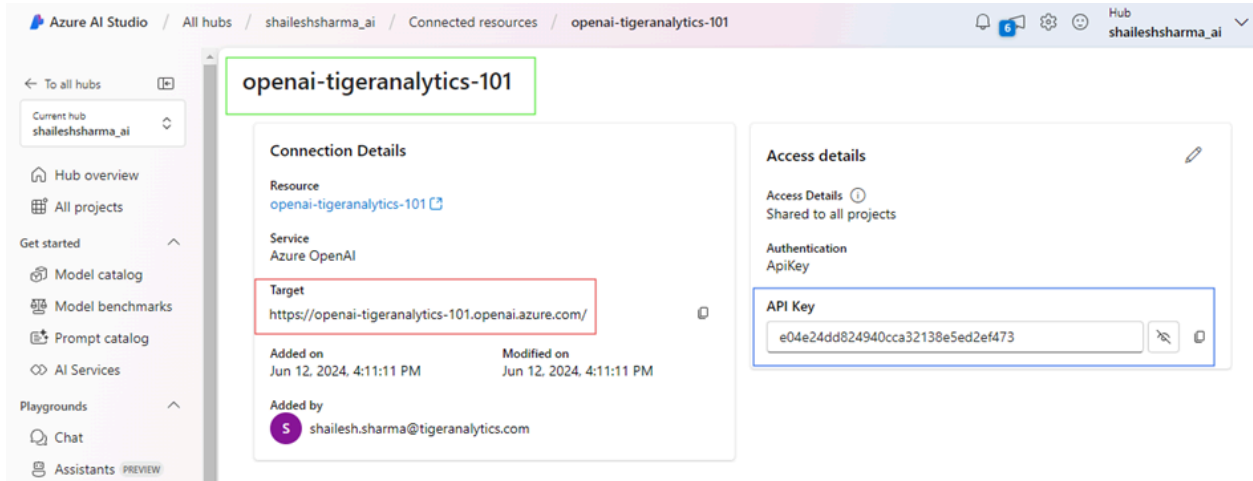 Azure AI Studio / All hubs / shaileshsharma_ai / Connected resources / openai-tigeranalytics-101
6
Hub
shaileshsharma_ai
To all hubs
Current hub
shaileshsharma_ai
Hub overview
All projects
Get started
Model catalog
Model benchmarks
Prompt catalog
AI Services
Playgrounds
Chat
Assistants PREVIEW
openai-tigeranalytics-101
Connection Details
Resource
openai-tigeranalytics-101
Service
Azure OpenAI
Target
https://openai-tigeranalytics-101.openai.azure.com/
Added on
Jun 12, 2024, 4:11:11 PM
Modified on
Jun 12, 2024, 4:11:11 PM
Added by
S shailesh.sharma@tigeranalytics.com
Access details
Access Details
Shared to all projects
Authentication
ApiKey
API Key
e04e24dd824940cca32138e5ed2ef473